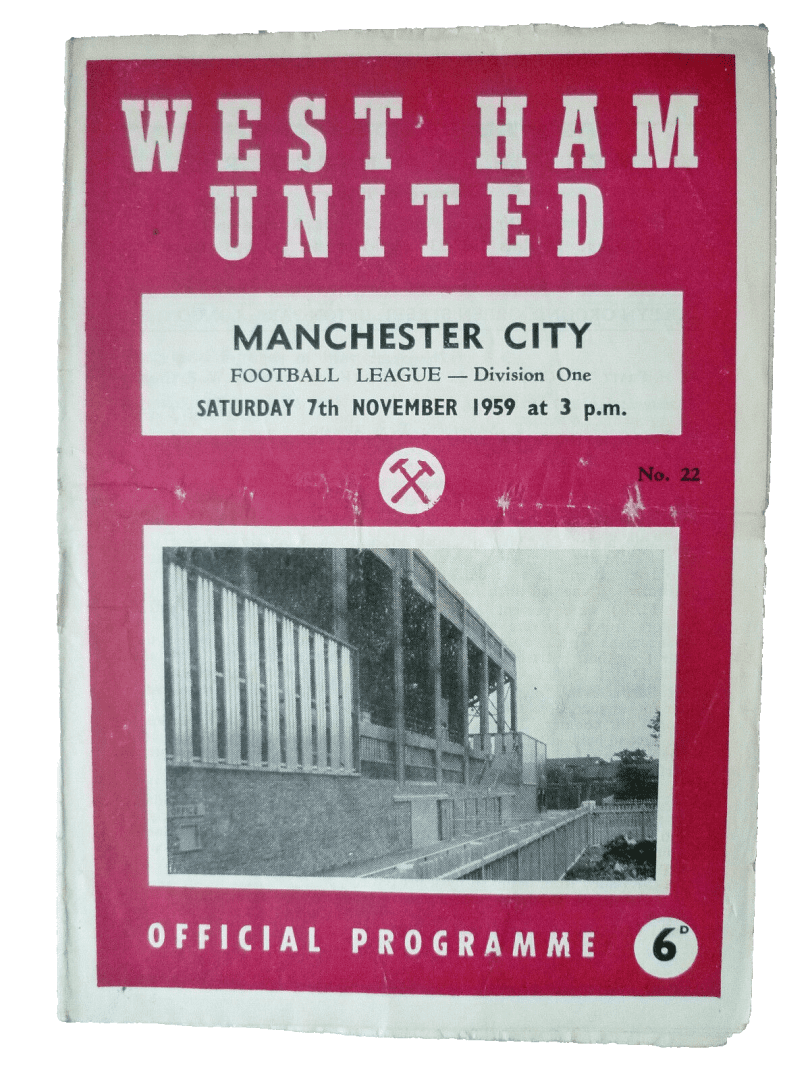 WEST HAM
UNITED
MANCHESTER CITY
FOOTBALL LEAGUE — Division One
SATURDAY 7th NOVEMBER 1959 at 3 p.m.
No. 22
OFFICE
OFFICIAL PROGRAMME
6D